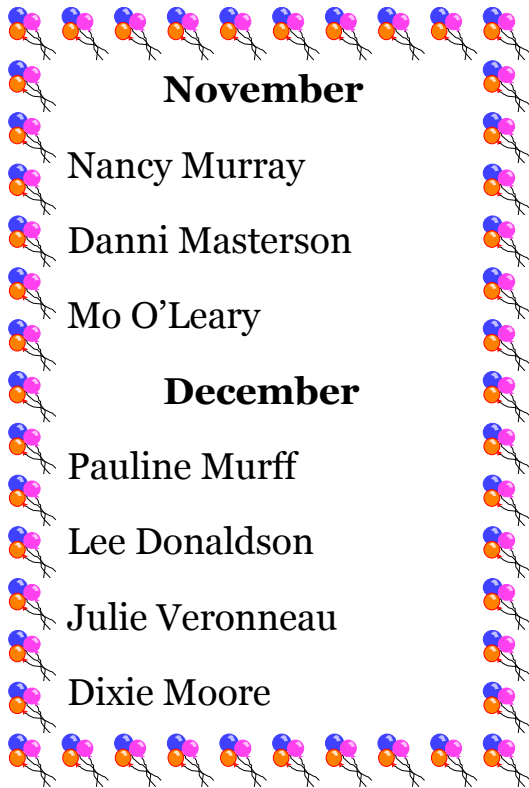 November
Nancy Murray
Danni Masterson
Mo O’Leary
December
Pauline Murff
Lee Donaldson
Julie Veronneau
Dixie Moore